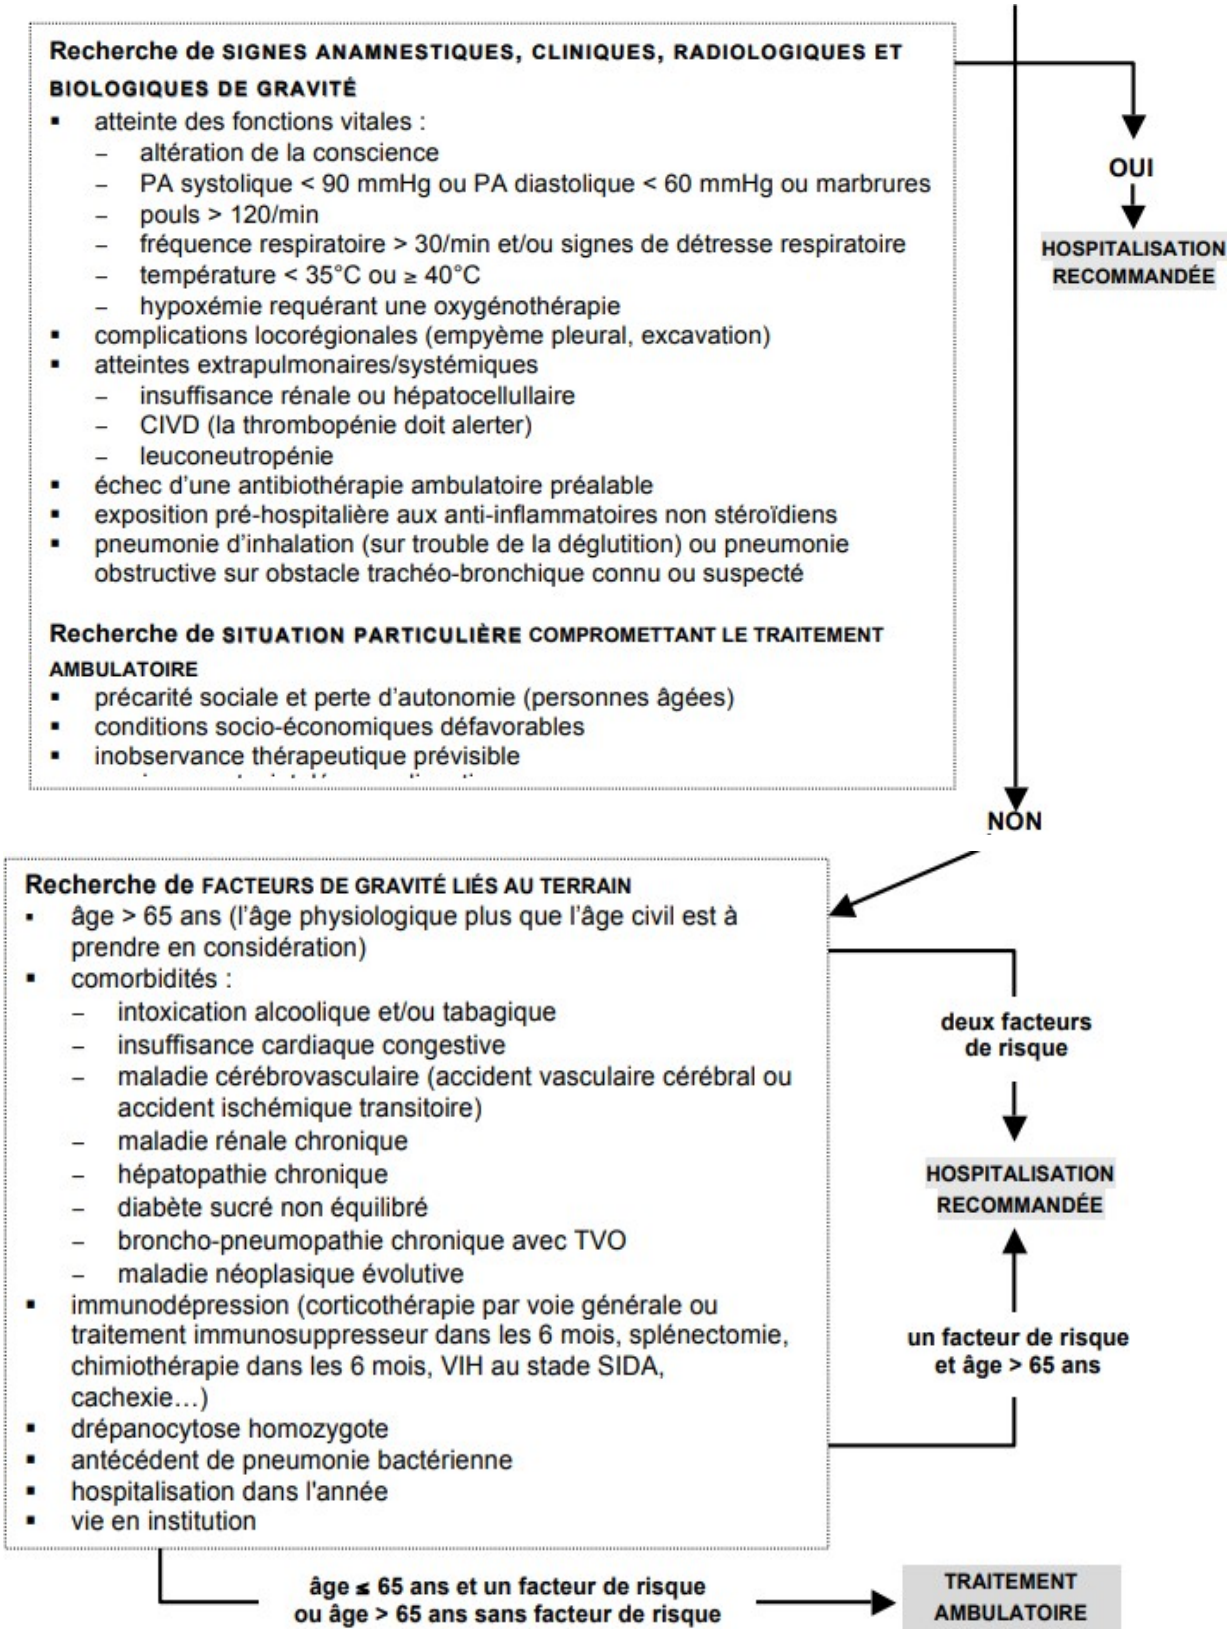 Recherche de SIGNES ANAMNESTIQUES, CLINIQUES, RADIOLOGIQUES ET
BIOLOGIQUES DE GRAVITÉ
▪ atteinte des fonctions vitales :
– altération de la conscience
– PA systolique < 90 mmHg ou PA diastolique < 60 mmHg ou marbrures
– pouls > 120/min
– fréquence respiratoire > 30/min et/ou signes de détresse respiratoire
– température < 35°C ou ≥ 40°C
– hypoxémie requérant une oxygénothérapie
▪ complications locorégionales (empyème pleural, excavation)
▪ atteintes extrapulmonaires/systémiques
– insuffisance rénale ou hépatocellullaire
– CIVD (la thrombopénie doit alerter)
– leuconeutropénie
▪ échec d’une antibiothérapie ambulatoire préalable
▪ exposition pré-hospitalière aux anti-inflammatoires non stéroïdiens
▪ pneumonie d’inhalation (sur trouble de la déglutition) ou pneumonie
obstructive sur obstacle trachéo-bronchique connu ou suspecté
Recherche de SITUATION PARTICULIÈRE COMPROMETTANT LE TRAITEMENT
AMBULATOIRE
▪ précarité sociale et perte d’autonomie (personnes âgées)
▪ conditions socio-économiques défavorables
▪ inobservance thérapeutique prévisible
OUI
HOSPITALISATION
RECOMMANDÉE
NON
Recherche de FACTEURS DE GRAVITÉ LIÉS AU TERRAIN
▪ âge > 65 ans (l’âge physiologique plus que l’âge civil est à
prendre en considération)
▪ comorbidités :
– intoxication alcoolique et/ou tabagique
– insuffisance cardiaque congestive
– maladie cérébrovasculaire (accident vasculaire cérébral ou
accident ischémique transitoire)
– maladie rénale chronique
– hépatopathie chronique
– diabète sucré non équilibré
– broncho-pneumopathie chronique avec TVO
– maladie néoplasique évolutive
▪ immunodépression (corticothérapie par voie générale ou
traitement immunosuppresseur dans les 6 mois, splénectomie,
chimiothérapie dans les 6 mois, VIH au stade SIDA,
cachexie…)
▪ drépanocytose homozygote
▪ antécédent de pneumonie bactérienne
▪ hospitalisation dans l'année
▪ vie en institution
deux facteurs
de risque
HOSPITALISATION
RECOMMANDÉE
un facteur de risque
et âge > 65 ans
âge ≤ 65 ans et un facteur de risque
ou âge > 65 ans sans facteur de risque
TRAITEMENT
AMBULATOIRE